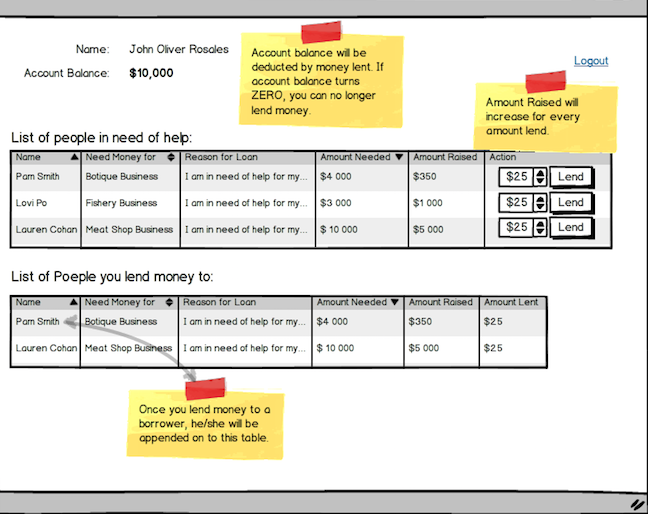 Name: John Oliver Rosales
Account Balance: $10,000
Account balance will be
deducted by money lent. If
account balance turns
ZERO, you can no longer
lend money.
Logout
Amount Raised will
increase for every
amount lend.
List of people in need of help:
Name Need Money for Reason for Loan Amount Needed Amount Raised Action
Pam Smith Botique Business I am in need of help for my... $4 000 $350 $25 Lend
Lovi Po Fishery Business I am in need of help for my... $3 000 $1 000 $25 Lend
Lauren Cohan Meat Shop Business I am in need of help for my... $ 10 000 $5 000 $25 Lend
List of Poeple you lend money to:
Name Need Money for Reason for Loan Amount Needed Amount Raised Amount Lent
Pam Smith Botique Business I am in need of help for my... $4 000 $350 $25
Lauren Cohan Meat Shop Business I am in need of help for my... $ 10 000 $5 000 $25
Once you lend money to a
borrower, he/she will be
appended on to this table.